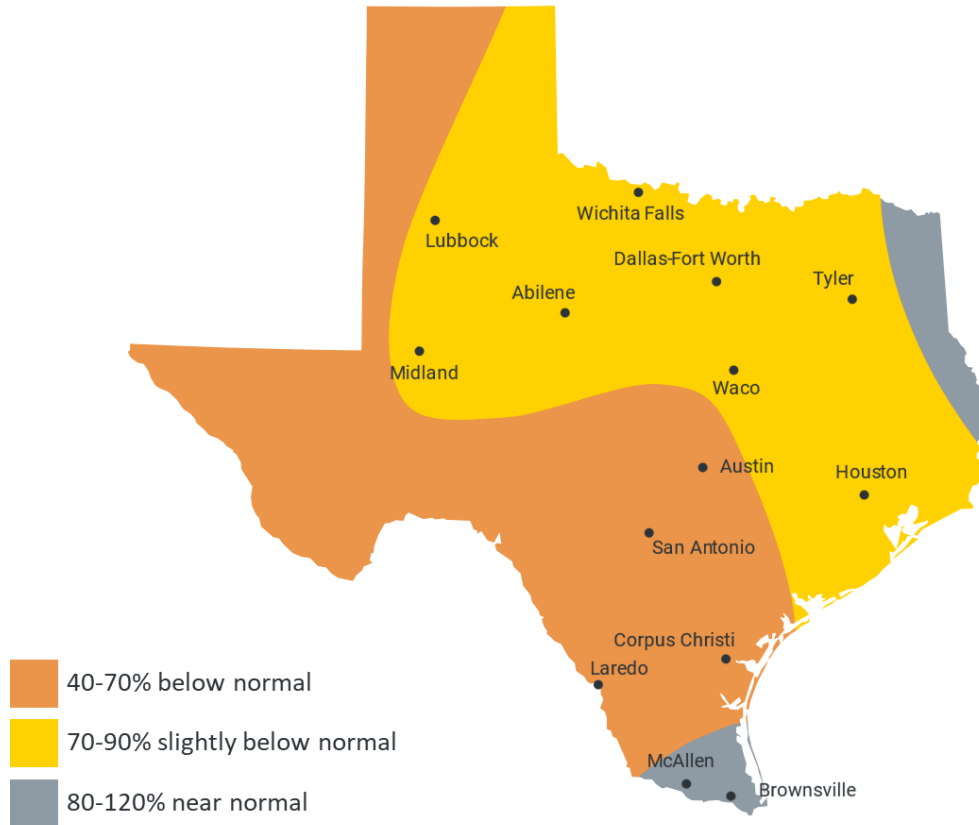 Wichita Falls
Lubbock
Dallas-Fort Worth
Tyler
Abilene
Midland
Waco
Austin
Houston
San Antonio
Corpus Christi
Laredo
40-70% below normal
70-90% slightly below normal
McAllen
Brownsville
80-120% near normal